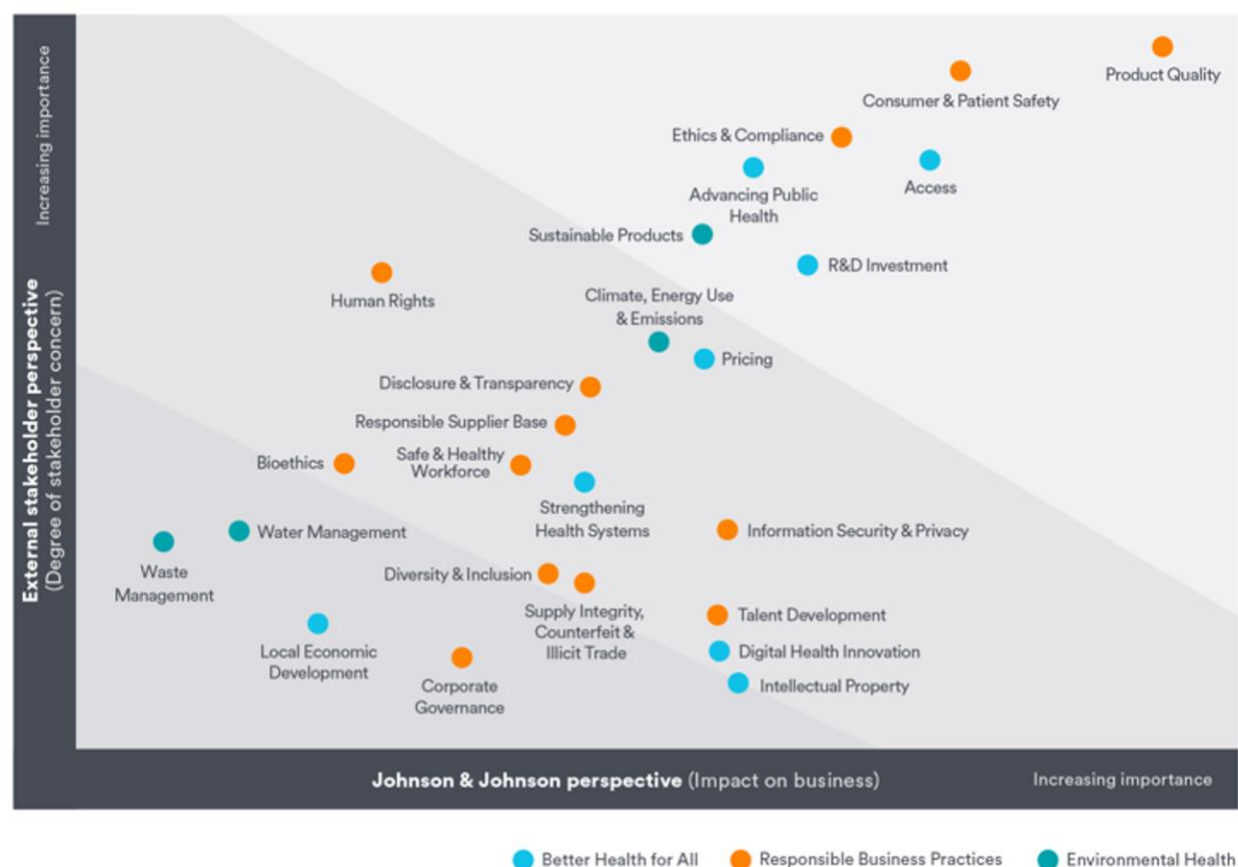 Increasing importance
External stakeholder perspective
(Degree of stakeholder concern)
Product Quality
Consumer & Patient Safety
Ethics & Compliance
Access
Advancing Public
Health
Sustainable Products
R&D Investment
Human Rights
Climate, Energy Use
& Emissions
Pricing
Disclosure & Transparency
Responsible Supplier Base
Bioethics
Safe & Healthy
Workforce
Strengthening
Health Systems
Water Management
Information Security & Privacy
Waste
Management
Diversity & Inclusion
Supply Integrity,
Counterfeit &
Illicit Trade
Talent Development
Local Economic
Development
Digital Health Innovation
Corporate
Governance
Intellectual Property
Johnson & Johnson perspective (Impact on business)
Increasing importance
Better Health for All
Responsible Business Practices
Environmental Health